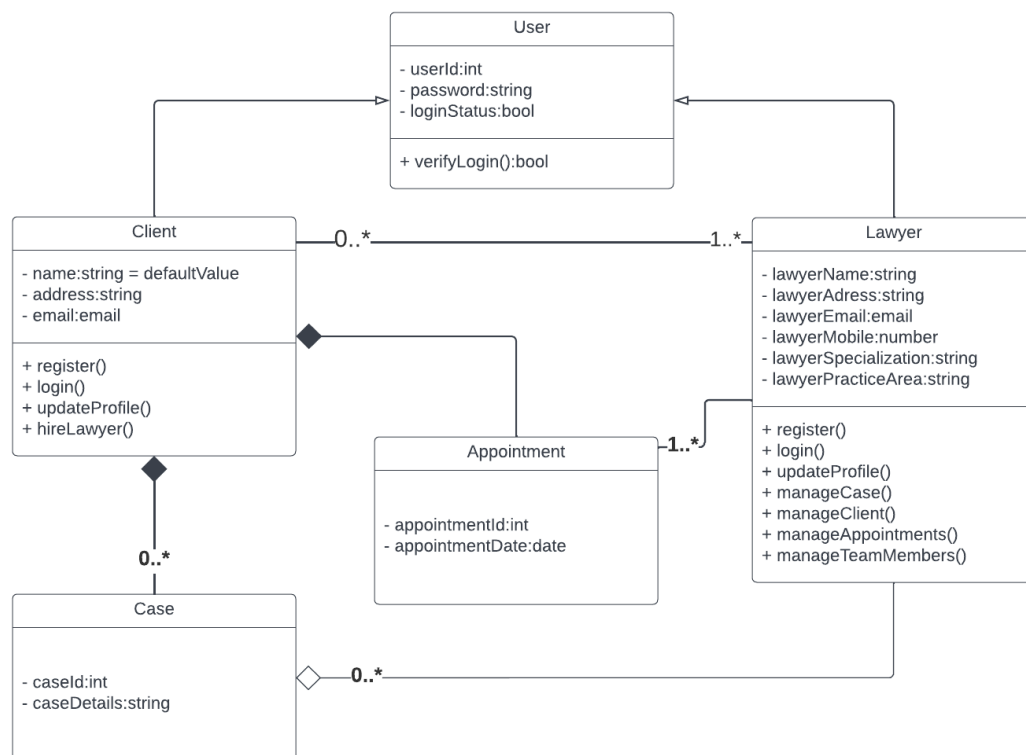 User
- userId:int
- password:string
- loginStatus:bool
+ verifyLogin():bool
Client
- name:string = defaultValue
- address:string
- email:email
+ register()
+ login()
+ updateProfile()
+ hireLawyer()
0..*
1..*
Lawyer
- lawyerName:string
- lawyerAdress:string
- lawyerEmail:email
- lawyerMobile:number
- lawyerSpecialization:string
- lawyerPracticeArea:string
+ register()
+ login()
+ updateProfile()
+ manageCase()
+ manageClient()
+ manageAppointments()
+ manageTeamMembers()
Appointment
- appointmentId:int
- appointmentDate:date
1..*
0..*
Case
- caseId:int
- caseDetails:string
0..*